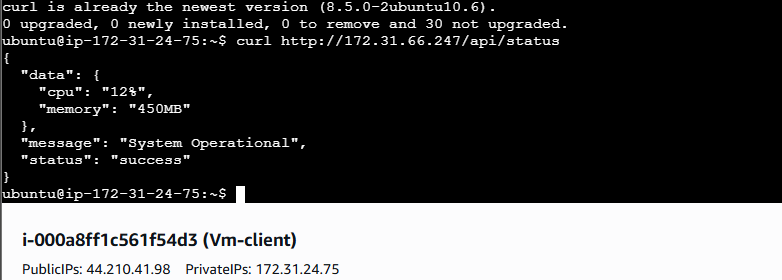 curl is already the newest version (8.5.0-2ubuntu10.6).
0 upgraded, 0 newly installed, 0 to remove and 30 not upgraded.
ubuntu@ip-172-31-24-75:~$ curl http://172.31.66.247/api/status
{
  "data": {
    "cpu": "12%",
    "memory": "450MB"
  },
  "message": "System Operational",
  "status": "success"
}
ubuntu@ip-172-31-24-75:~$
i-000a8ff1c561f54d3 (Vm-client)
PublicIPs: 44.210.41.98 PrivateIPs: 172.31.24.75